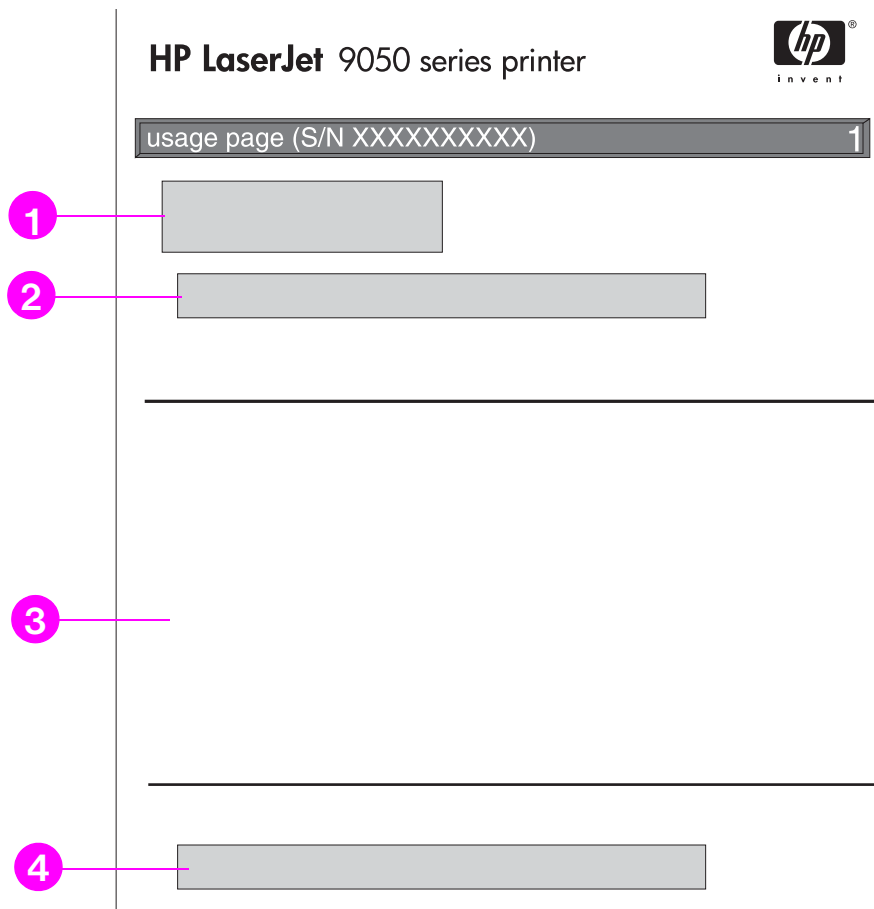 HP LaserJet 9050 series printer
hp ®
invent
usage page (S/N XXXXXXXXXX) 1
1
2
3
4